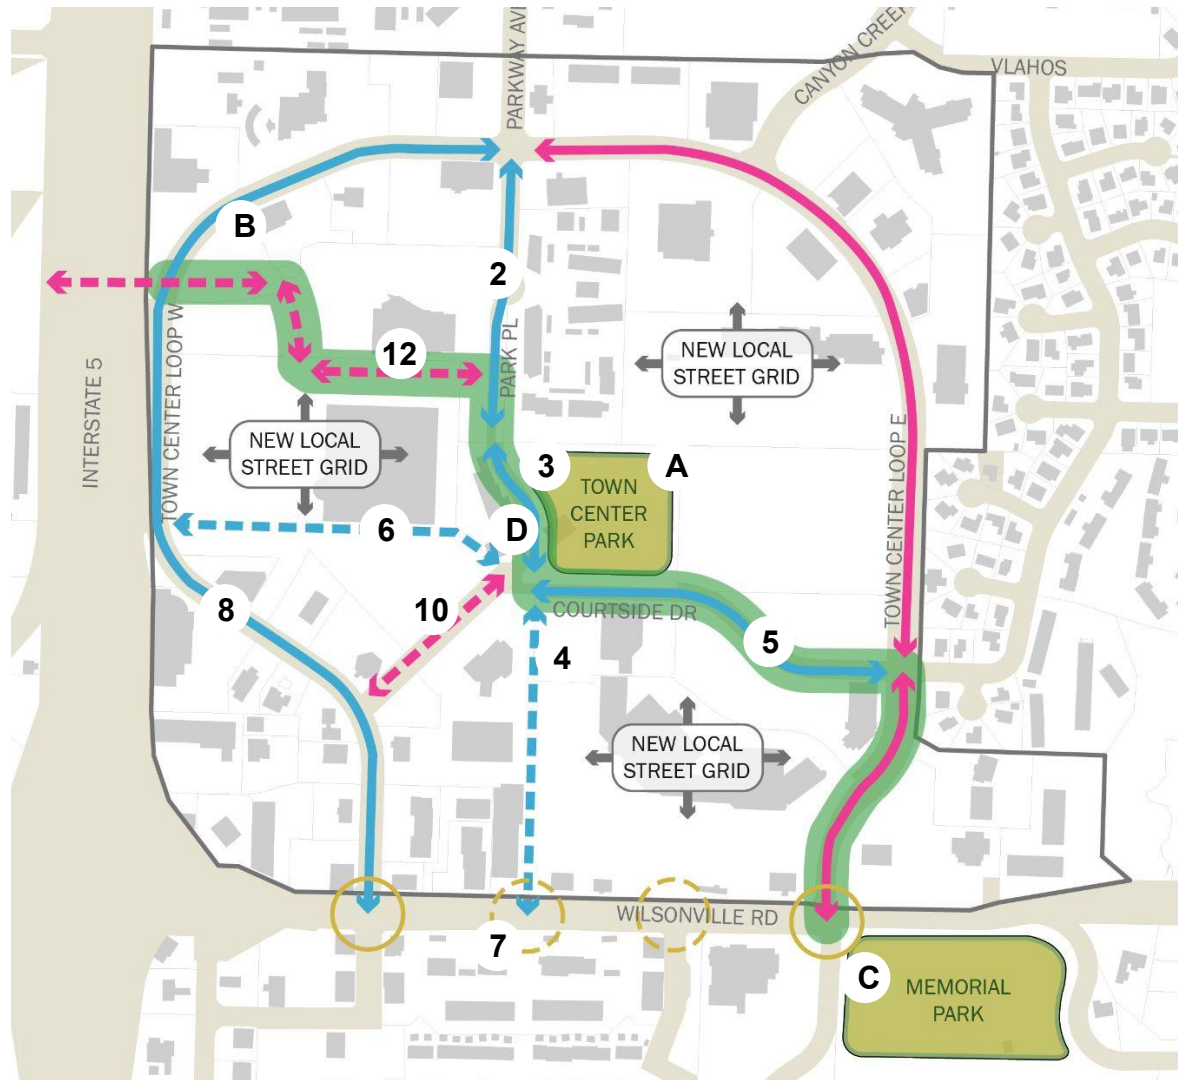 PARKWAY AVE
CANYON CREEK
VLAHOS
B
2
12
PARK PL
INTERSTATE 5
TOWN CENTER LOOP W
NEW LOCAL
STREET GRID
NEW LOCAL
STREET GRID
TOWN CENTER LOOP E
3
A
TOWN
CENTER
PARK
6
D
8
10
COURTSIDE DR
4
5
NEW LOCAL
STREET GRID
WILSONVILLE RD
7
C
MEMORIAL
PARK